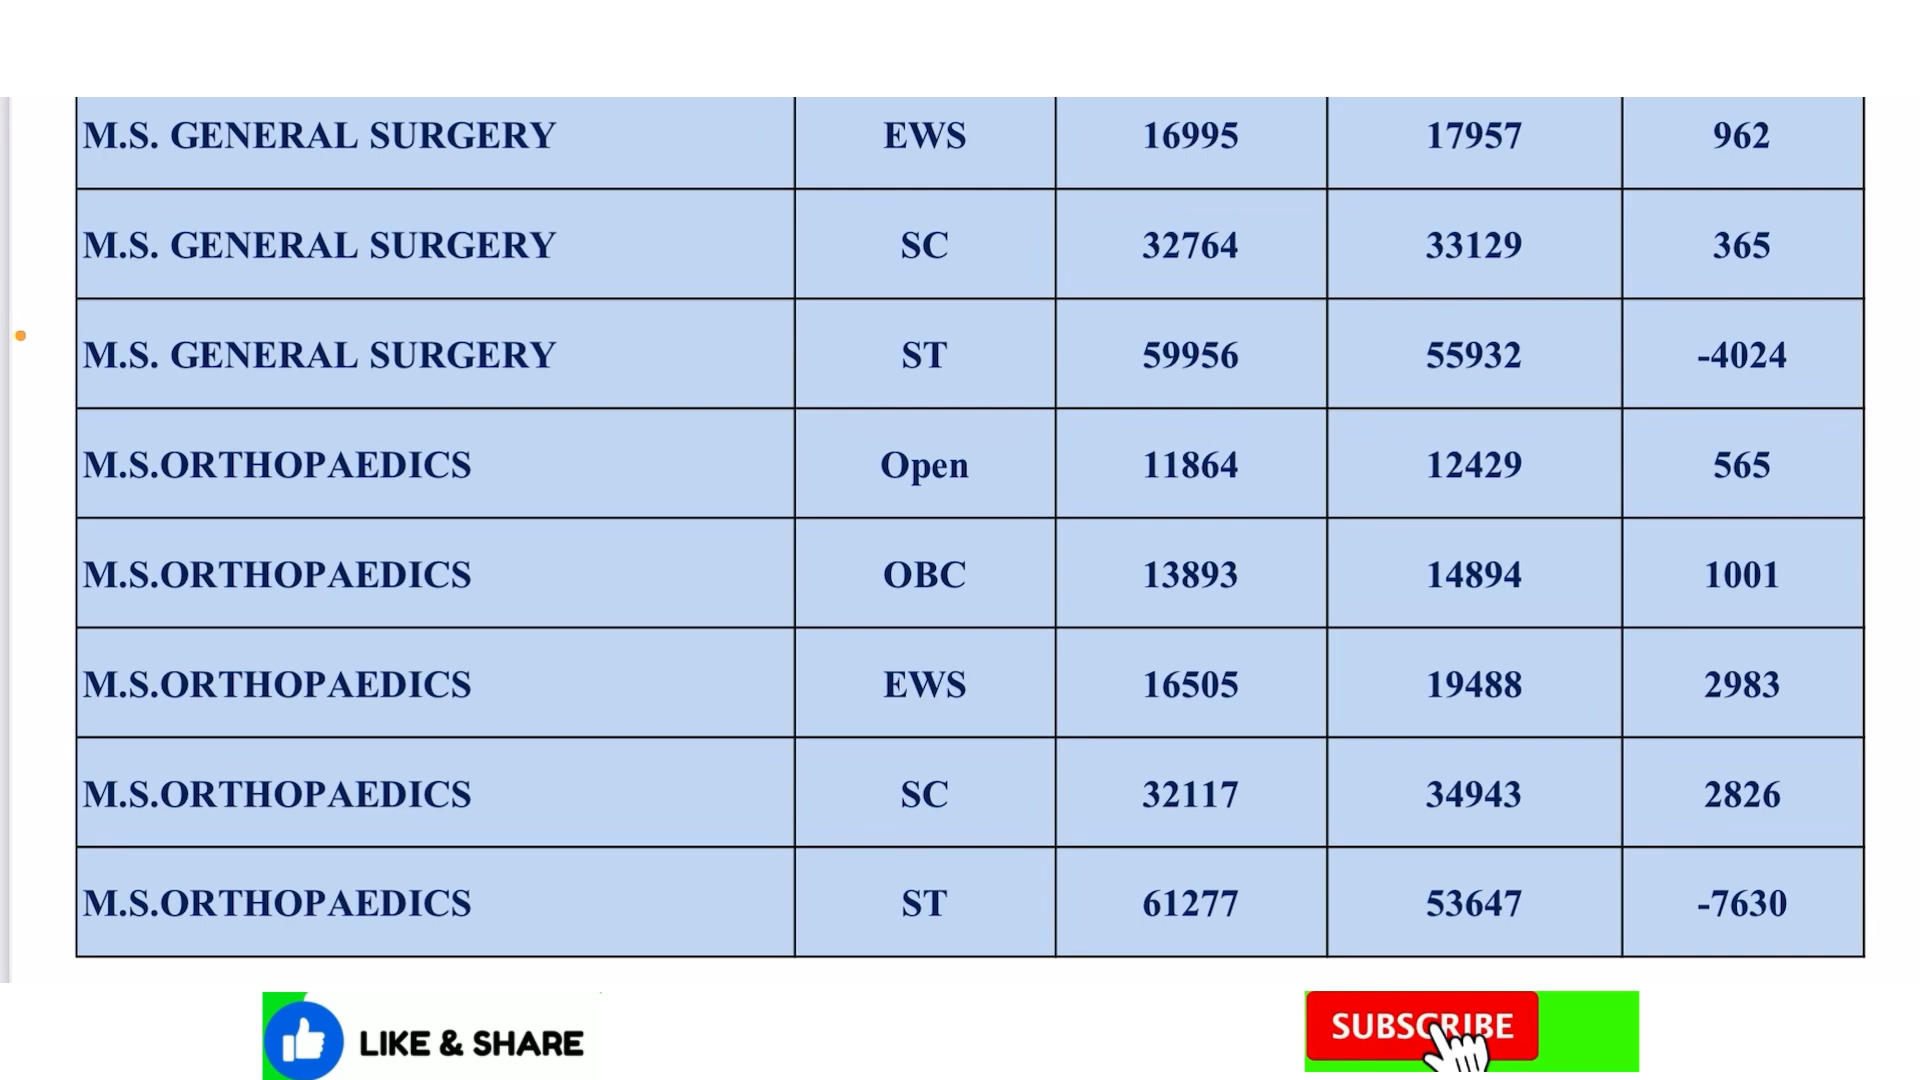 M.S. GENERAL SURGERY EWS 16995 17957 962
M.S. GENERAL SURGERY SC 32764 33129 365
M.S. GENERAL SURGERY ST 59956 55932 -4024
M.S.ORTHOPAEDICS Open 11864 12429 565
M.S.ORTHOPAEDICS OBC 13893 14894 1001
M.S.ORTHOPAEDICS EWS 16505 19488 2983
M.S.ORTHOPAEDICS SC 32117 34943 2826
M.S.ORTHOPAEDICS ST 61277 53647 -7630
LIKE & SHARE
SUBSCRIBE